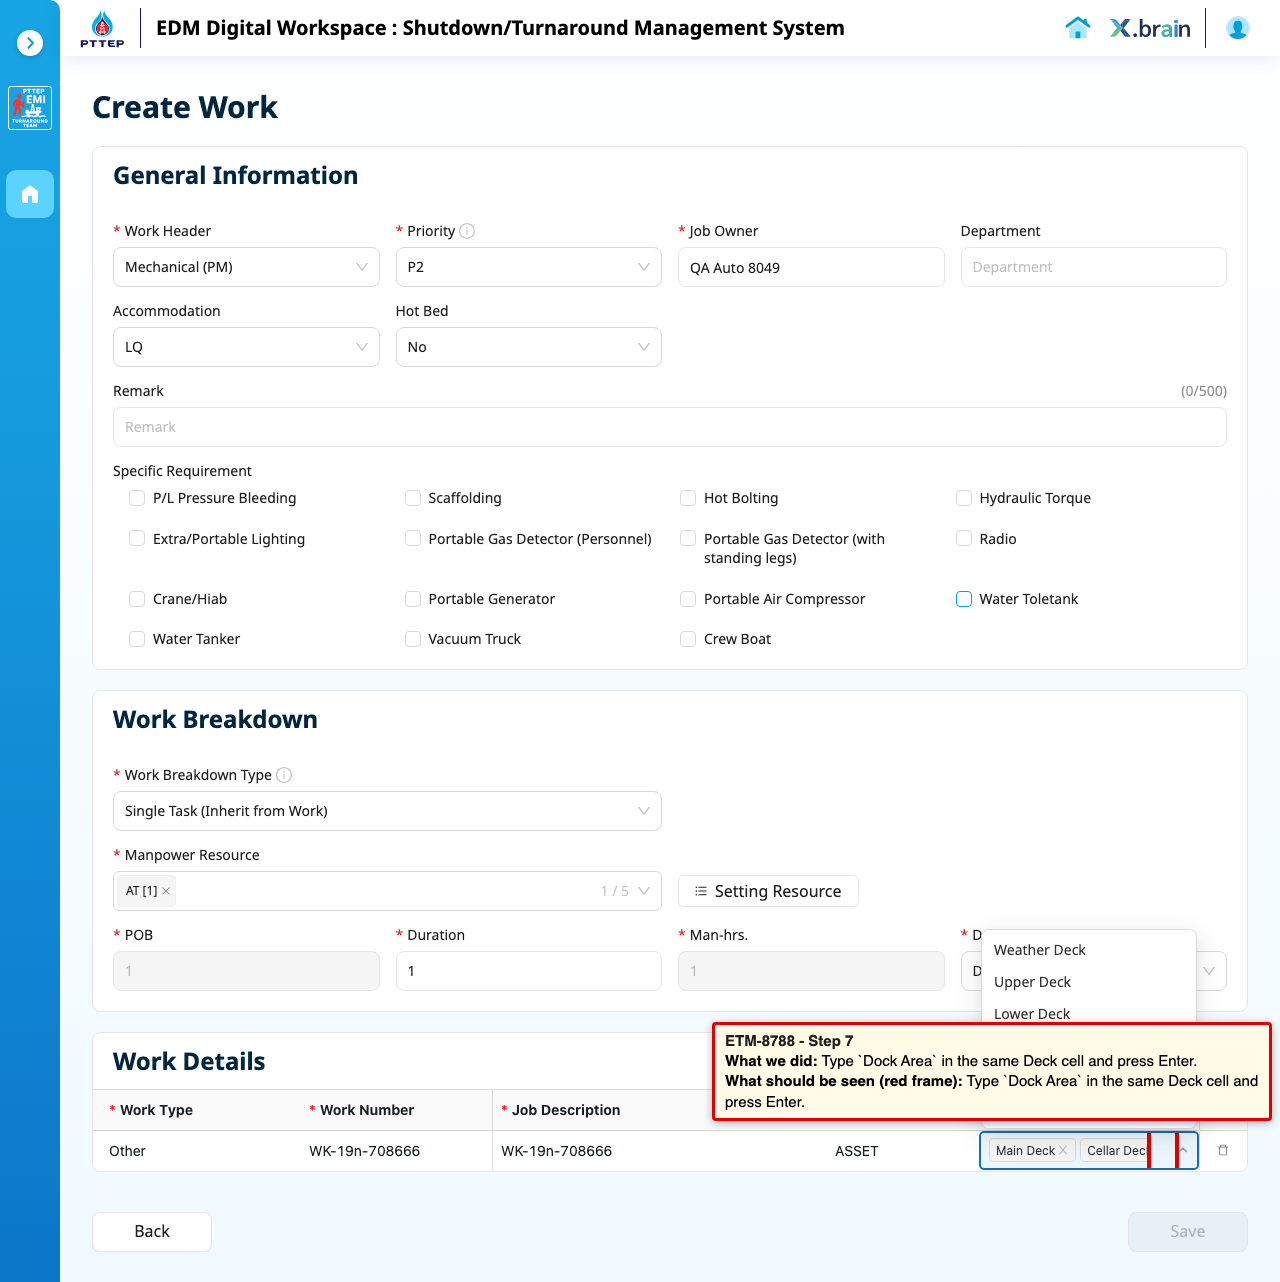 PTTEP
EDM Digital Workspace : Shutdown/Turnaround Management System
X.brain
PTTEP
EMI
TURNAROUND
TEAM
Create Work
General Information
* Work Header
* Priority
* Job Owner
Department
Mechanical (PM)
P2
QA Auto 8049
Department
Accommodation
Hot Bed
LQ
No
Remark
(0/500)
Remark
Specific Requirement
P/L Pressure Bleeding
Scaffolding
Hot Bolting
Hydraulic Torque
Extra/Portable Lighting
Portable Gas Detector (Personnel)
Portable Gas Detector (with
standing legs)
Radio
Crane/Hiab
Portable Generator
Portable Air Compressor
Water Toletank
Water Tanker
Vacuum Truck
Crew Boat
Work Breakdown
* Work Breakdown Type
Single Task (Inherit from Work)
* Manpower Resource
AT [1]
1 / 5
Setting Resource
* POB
* Duration
* Man-hrs.
* D
1
1
1
D
Weather Deck
Upper Deck
Lower Deck
ETM-8788 - Step 7
What we did: Type `Dock Area` in the same Deck cell and press Enter.
What should be seen (red frame): Type `Dock Area` in the same Deck cell and
press Enter.
Work Details
* Work Type
* Work Number
* Job Description
Other
WK-19n-708666
WK-19n-708666
ASSET
Main Deck
Cellar Dec
Back
Save